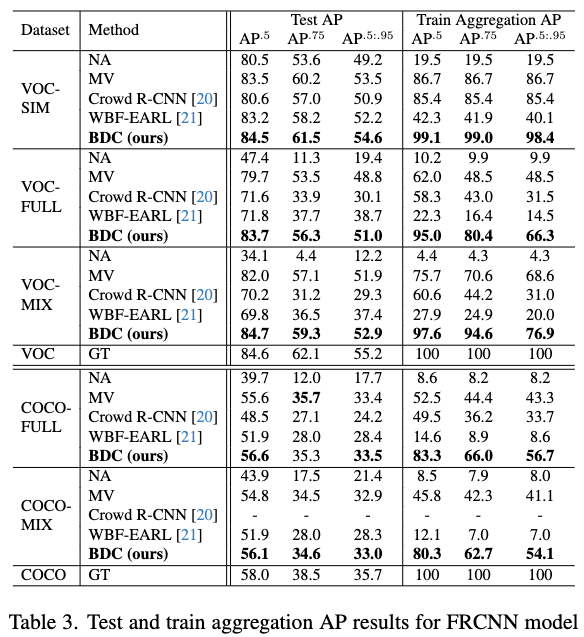 Dataset Method Test AP Train Aggregation AP
AP.5 AP.75 AP.5:.95 AP.5 AP.75 AP.5:.95
VOC-SIM
NA 80.5 53.6 49.2 19.5 19.5 19.5
MV 83.5 60.2 53.5 86.7 86.7 86.7
Crowd R-CNN [20] 80.6 57.0 50.9 85.4 85.4 85.4
WBF-EARL [21] 83.2 58.2 52.2 42.3 41.9 40.1
BDC (ours) 84.5 61.5 54.6 99.1 99.0 98.4
VOC-FULL
NA 47.4 11.3 19.4 10.2 9.9 9.9
MV 79.7 53.5 48.8 62.0 48.5 48.5
Crowd R-CNN [20] 71.6 33.9 30.1 58.3 43.0 31.5
WBF-EARL [21] 71.8 37.7 38.7 22.3 16.4 14.5
BDC (ours) 83.7 56.3 51.0 95.0 80.4 66.3
VOC-MIX
NA 34.1 4.4 12.2 4.4 4.3 4.3
MV 82.0 57.1 51.9 75.7 70.6 68.6
Crowd R-CNN [20] 70.2 31.2 29.3 60.6 44.2 31.0
WBF-EARL [21] 69.8 36.5 37.4 27.9 24.9 20.0
BDC (ours) 84.7 59.3 52.9 97.6 94.6 76.9
VOC GT 84.6 62.1 55.2 100 100 100
COCO-FULL
NA 39.7 12.0 17.7 8.6 8.2 8.2
MV 55.6 35.7 33.4 52.5 44.4 43.3
Crowd R-CNN [20] 48.5 27.1 24.2 49.5 36.2 33.7
WBF-EARL [21] 51.9 28.0 28.4 14.6 8.9 8.6
BDC (ours) 56.6 35.3 33.5 83.3 66.0 56.7
COCO-MIX
NA 43.9 17.5 21.4 8.5 7.9 8.0
MV 54.8 34.5 32.9 45.8 42.3 41.1
Crowd R-CNN [20] - - - - - -
WBF-EARL [21] 51.9 28.0 28.3 12.1 7.0 7.0
BDC (ours) 56.1 34.6 33.0 80.3 62.7 54.1
COCO GT 58.0 38.5 35.7 100 100 100
Table 3. Test and train aggregation AP results for FRCNN model